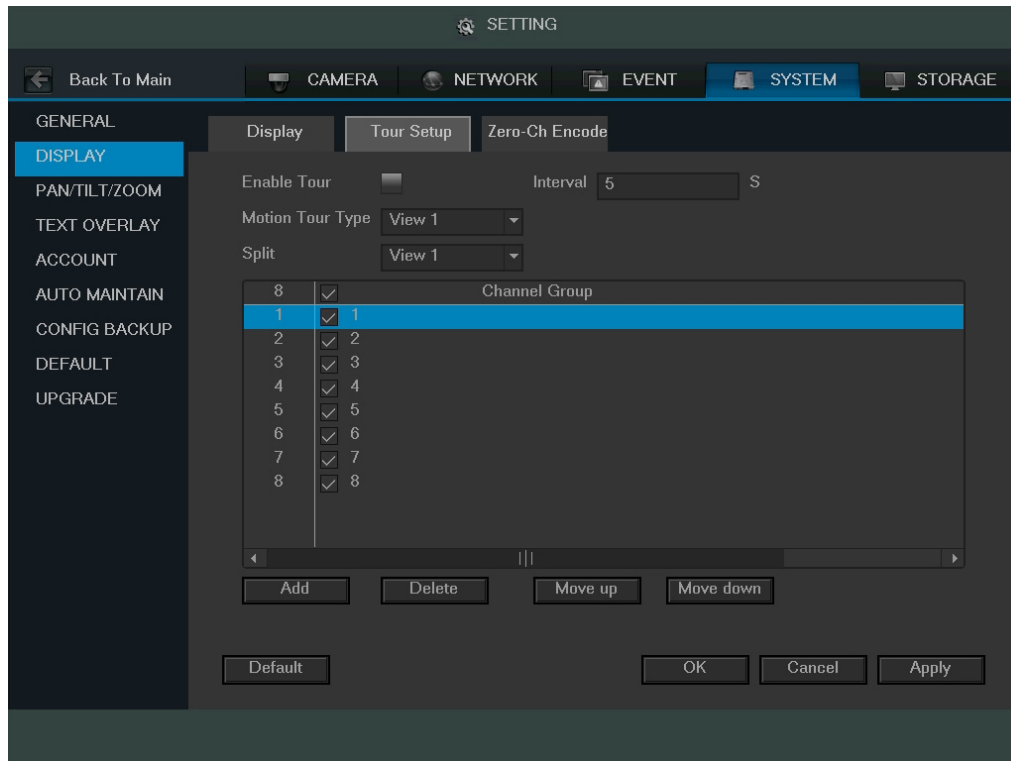 SETTING
Back To Main CAMERA NETWORK EVENT SYSTEM STORAGE
GENERAL
DISPLAY
PAN/TILT/ZOOM
TEXT OVERLAY
ACCOUNT
AUTO MAINTAIN
CONFIG BACKUP
DEFAULT
UPGRADE
Display Tour Setup Zero-Ch Encode
Enable Tour Interval 5 S
Motion Tour Type View 1
Split View 1
8 Channel Group
1 1
2 2
3 3
4 4
5 5
6 6
7 7
8 8
Add Delete Move up Move down
Default OK Cancel Apply